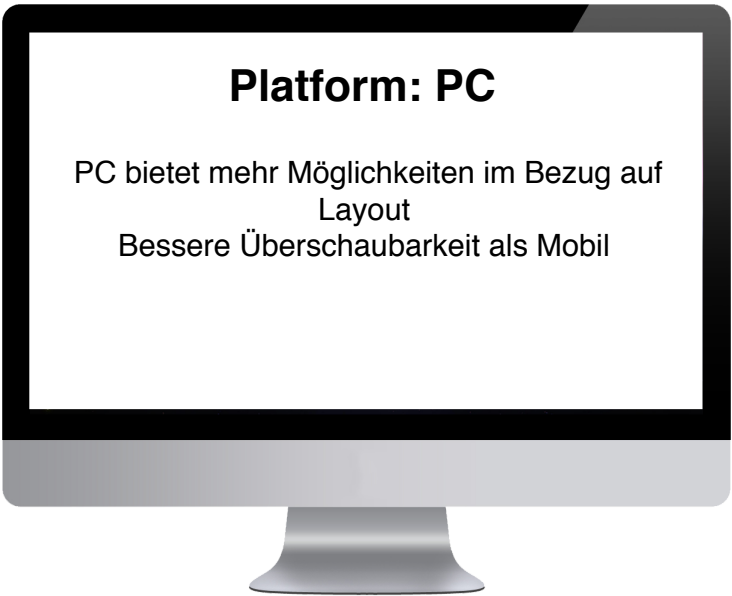 Platform: PC
PC bietet mehr Möglichkeiten im Bezug auf
Layout
Bessere Überschaubarkeit als Mobil